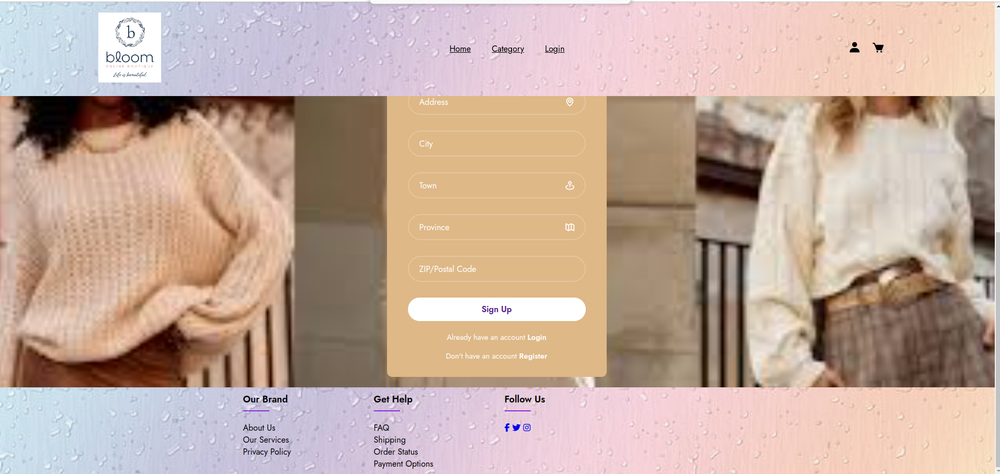 b
bloom
ONLINE BOUTIQUE
Life is beautiful
Home Category Login
Address
City
Town
Province
ZIP/Postal Code
Sign Up
Already have an account Login
Don't have an account Register
Our Brand
About Us
Our Services
Privacy Policy
Get Help
FAQ
Shipping
Order Status
Payment Options
Follow Us